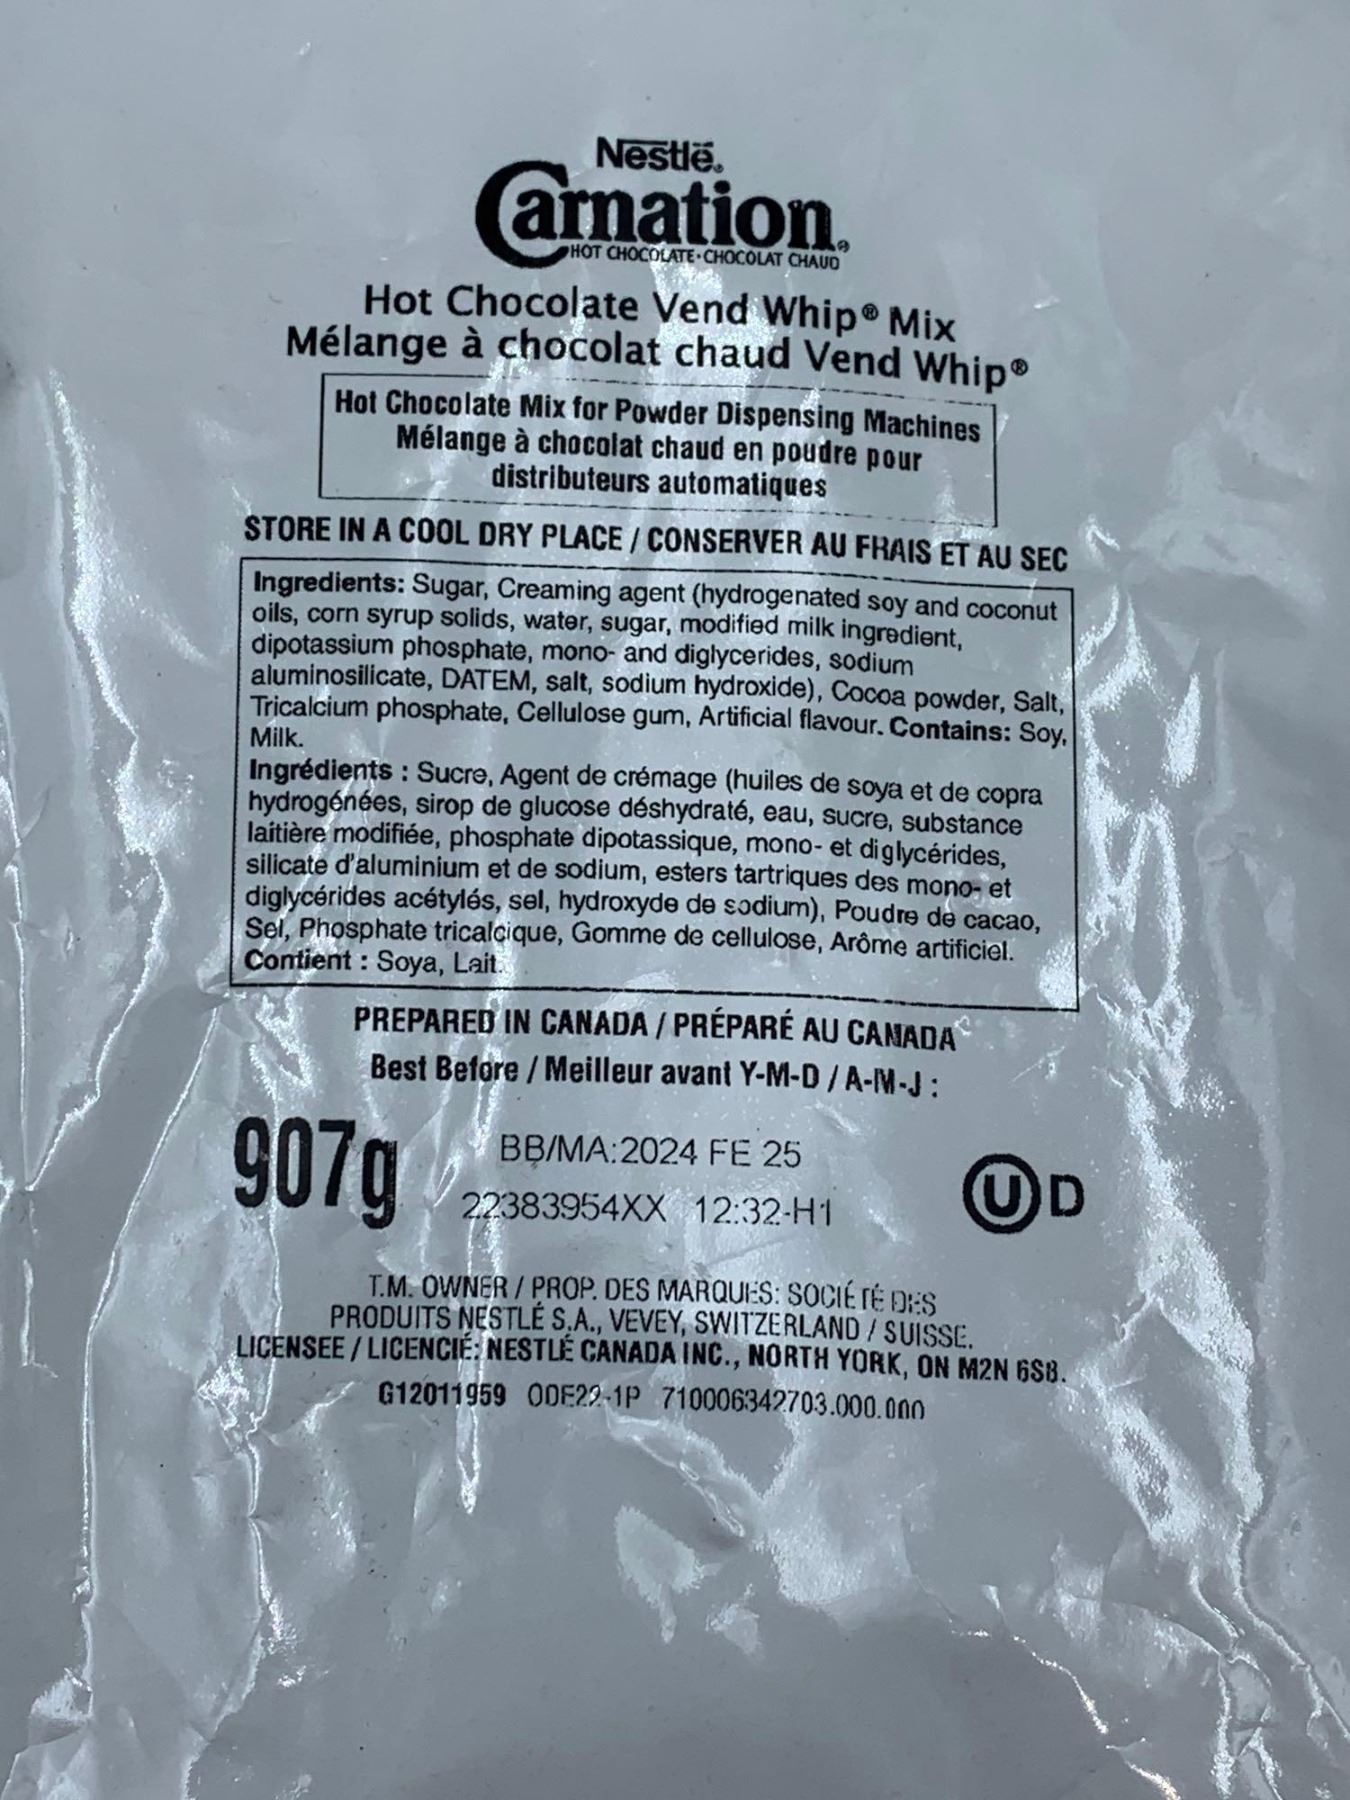 Nestlé®
Carnation®
HOT CHOCOLATE • CHOCOLAT CHAUD
Hot Chocolate Vend Whip® Mix
Mélange à chocolat chaud Vend Whip®
Hot Chocolate Mix for Powder Dispensing Machines
Mélange à chocolat chaud en poudre pour
distributeurs automatiques
STORE IN A COOL DRY PLACE / CONSERVER AU FRAIS ET AU SEC
Ingredients: Sugar, Creaming agent (hydrogenated soy and coconut
oils, corn syrup solids, water, sugar, modified milk ingredient,
dipotassium phosphate, mono- and diglycerides, sodium
aluminosilicate, DATEM, salt, sodium hydroxide), Cocoa powder, Salt,
Tricalcium phosphate, Cellulose gum, Artificial flavour. Contains: Soy,
Milk.
Ingrédients : Sucre, Agent de crémage (huiles de soya et de copra
hydrogénées, sirop de glucose déshydraté, eau, sucre, substance
laitière modifiée, phosphate dipotassique, mono- et diglycérides,
silicate d'aluminium et de sodium, esters tartriques des mono- et
diglycérides acétylés, sel, hydroxyde de sodium), Poudre de cacao,
Sel, Phosphate tricalcique, Gomme de cellulose, Arôme artificiel.
Contient : Soya, Lait.
PREPARED IN CANADA / PRÉPARÉ AU CANADA
Best Before / Meilleur avant Y-M-D / A-M-J :
907g
BB/MA:2024 FE 25
22383954XX 12:32-H1
U D
T.M. OWNER / PROP. DES MARQUES: SOCIÉTÉ DES
PRODUITS NESTLÉ S.A., VEVEY, SWITZERLAND / SUISSE.
LICENSEE / LICENCIÉ: NESTLÉ CANADA INC., NORTH YORK, ON M2N 6S8.
G12011959 ODE22-1P 710006342703.000.000